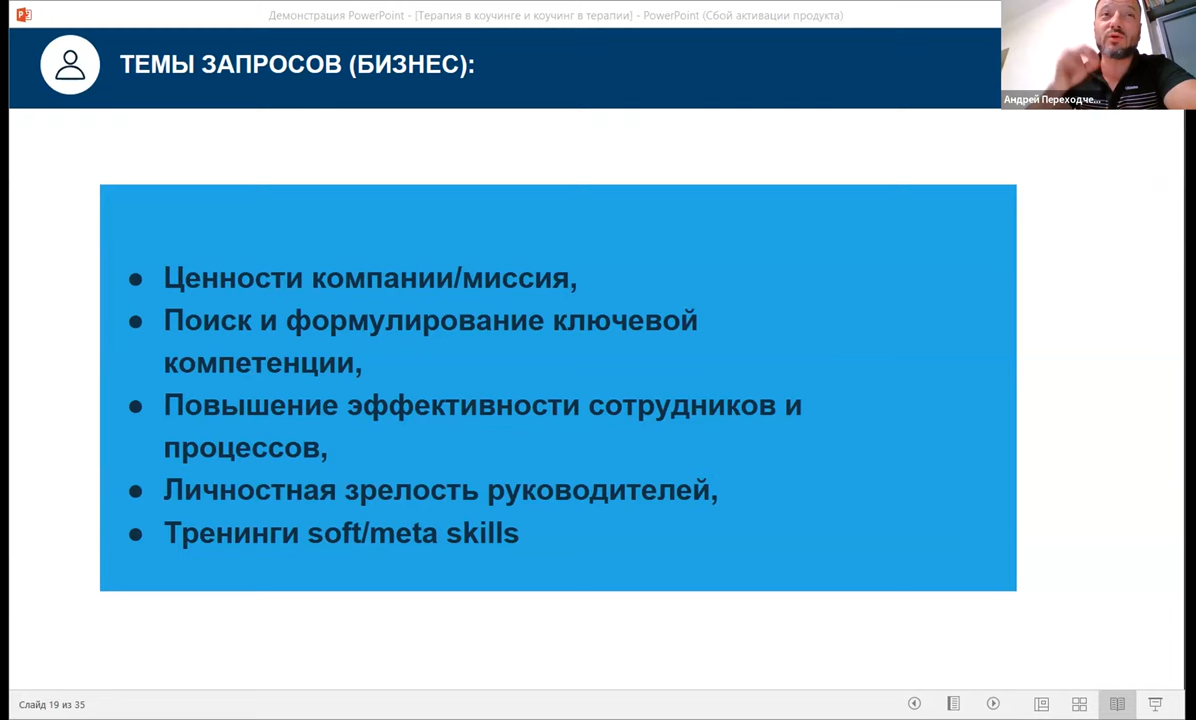 Демонстрация PowerPoint - [Терапия в коучинге и коучинг в терапии] - PowerPoint (Сбой активации продукта)
ТЕМЫ ЗАПРОСОВ (БИЗНЕС):
Андрей Переходче...
● Ценности компании/миссия,
● Поиск и формулирование ключевой
компетенции,
● Повышение эффективности сотрудников и
процессов,
● Личностная зрелость руководителей,
● Тренинги soft/meta skills
Слайд 19 из 35